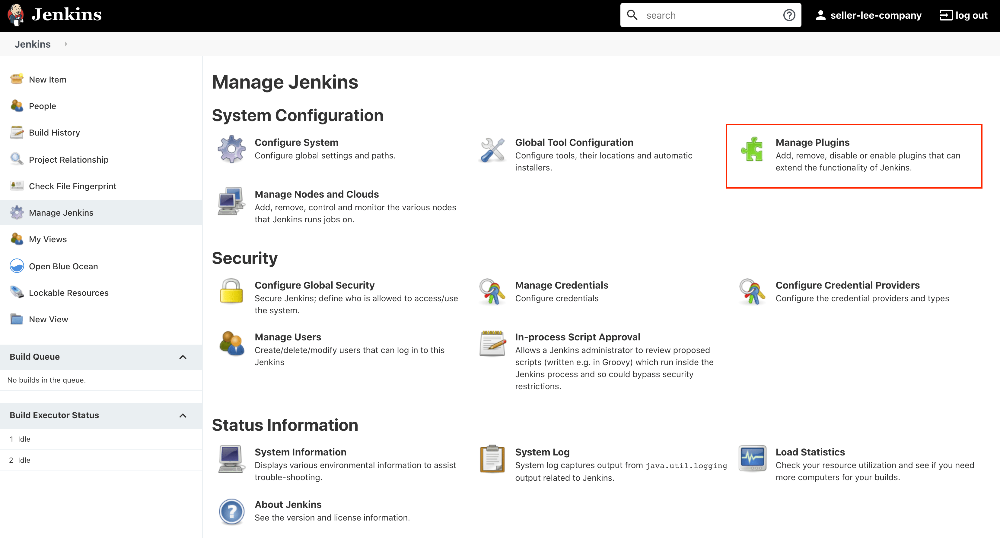 Jenkins
search
seller-lee-company
log out
Jenkins
New Item
People
Build History
Project Relationship
Check File Fingerprint
Manage Jenkins
My Views
Open Blue Ocean
Lockable Resources
New View
Build Queue
No builds in the queue.
Build Executor Status
1 Idle
2 Idle
Manage Jenkins
System Configuration
Configure System
Configure global settings and paths.
Global Tool Configuration
Configure tools, their locations and automatic
installers.
Manage Plugins
Add, remove, disable or enable plugins that can
extend the functionality of Jenkins.
Manage Nodes and Clouds
Add, remove, control and monitor the various nodes
that Jenkins runs jobs on.
Security
Configure Global Security
Secure Jenkins; define who is allowed to access/use
the system.
Manage Credentials
Configure credentials
Configure Credential Providers
Configure the credential providers and types
Manage Users
Create/delete/modify users that can log in to this
Jenkins
In-process Script Approval
Allows a Jenkins administrator to review proposed
scripts (written e.g. in Groovy) which run inside the
Jenkins process and so could bypass security
restrictions.
Status Information
System Information
Displays various environmental information to assist
trouble-shooting.
System Log
System log captures output from java.util.logging
output related to Jenkins.
Load Statistics
Check your resource utilization and see if you need
more computers for your builds.
About Jenkins
See the version and license information.